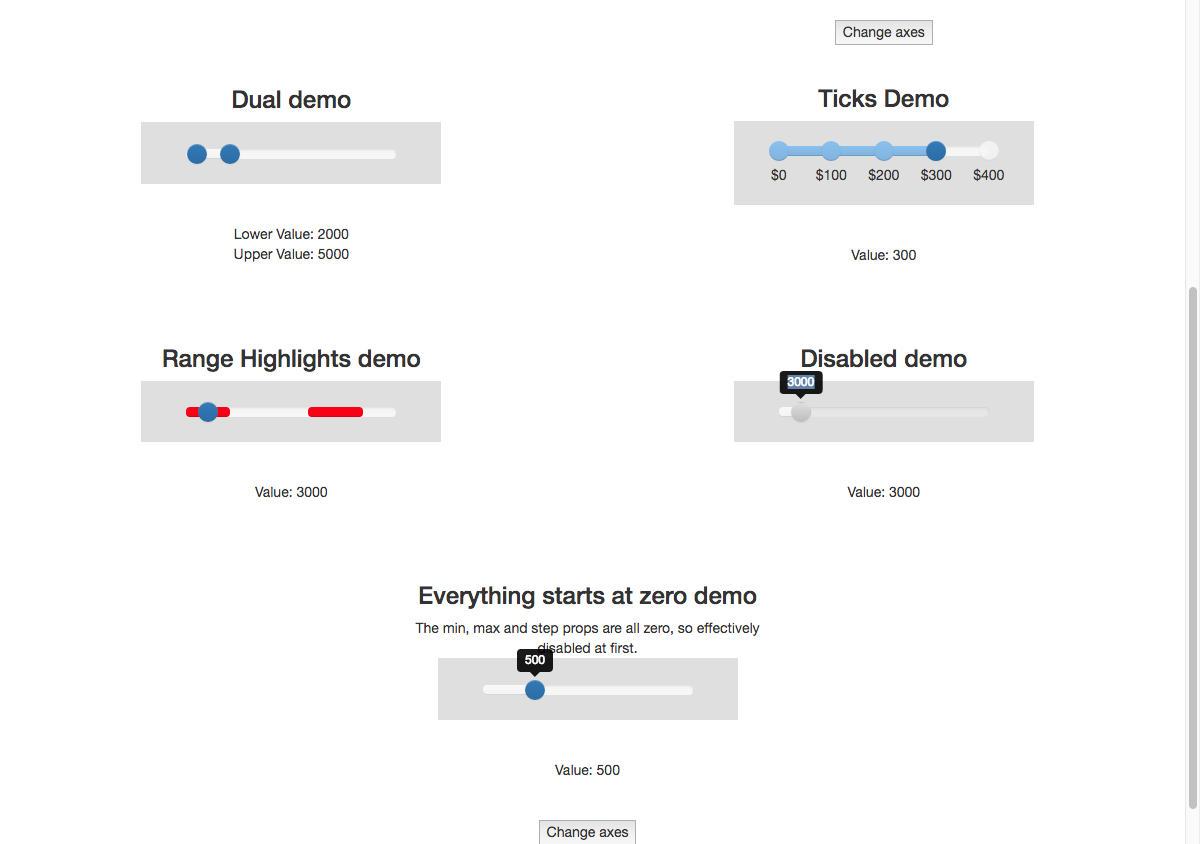 Change axes
Dual demo
Lower Value: 2000
Upper Value: 5000
Ticks Demo
$0 $100 $200 $300 $400
Value: 300
Range Highlights demo
Value: 3000
Disabled demo
3000
Value: 3000
Everything starts at zero demo
The min, max and step props are all zero, so effectively
disabled at first.
500
Value: 500
Change axes